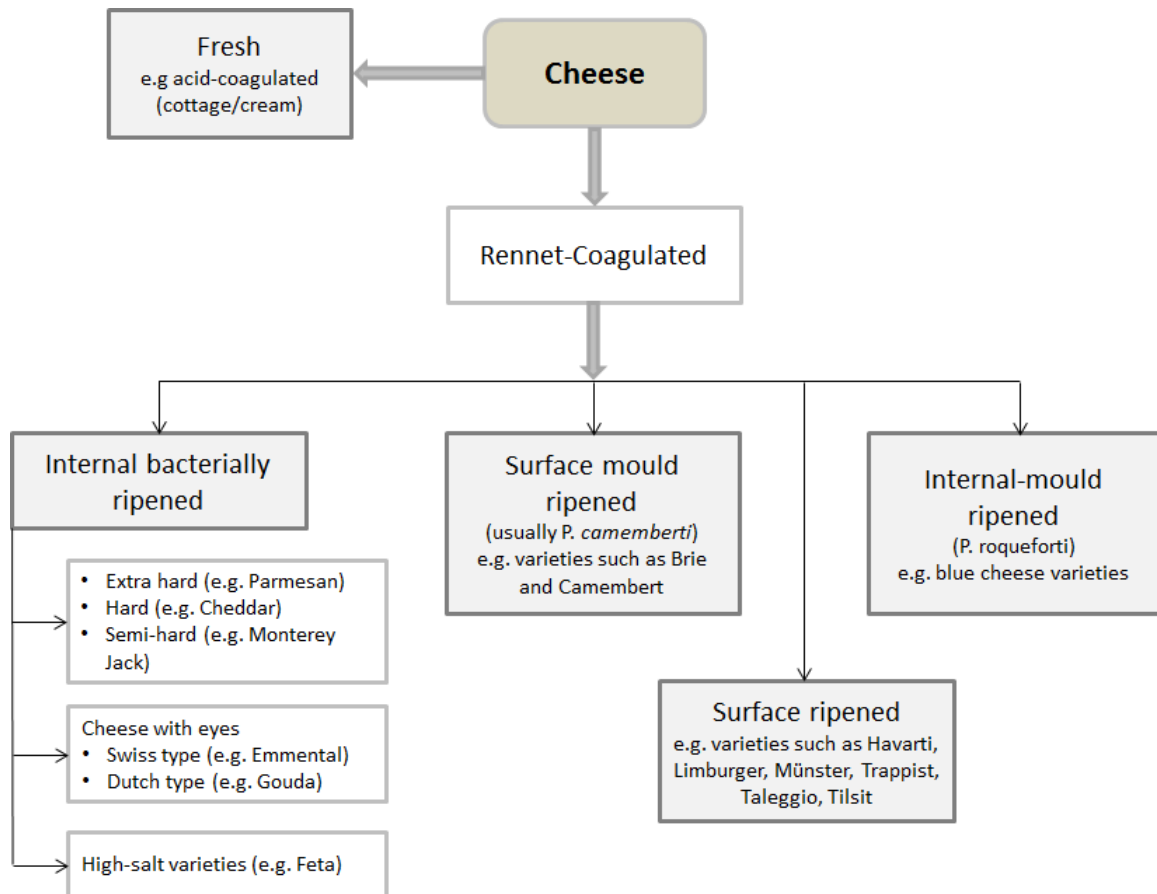 Fresh
e.g acid-coagulated
(cottage/cream)
Cheese
Rennet-Coagulated
Internal bacterially
ripened
Surface mould
ripened
(usually P. camemberti)
e.g. varieties such as Brie
and Camembert
Internal-mould
ripened
(P. roqueforti)
e.g. blue cheese varieties
• Extra hard (e.g. Parmesan)
• Hard (e.g. Cheddar)
• Semi-hard (e.g. Monterey
Jack)
Surface ripened
e.g. varieties such as Havarti,
Limburger, Münster, Trappist,
Taleggio, Tilsit
Cheese with eyes
• Swiss type (e.g. Emmental)
• Dutch type (e.g. Gouda)
High-salt varieties (e.g. Feta)